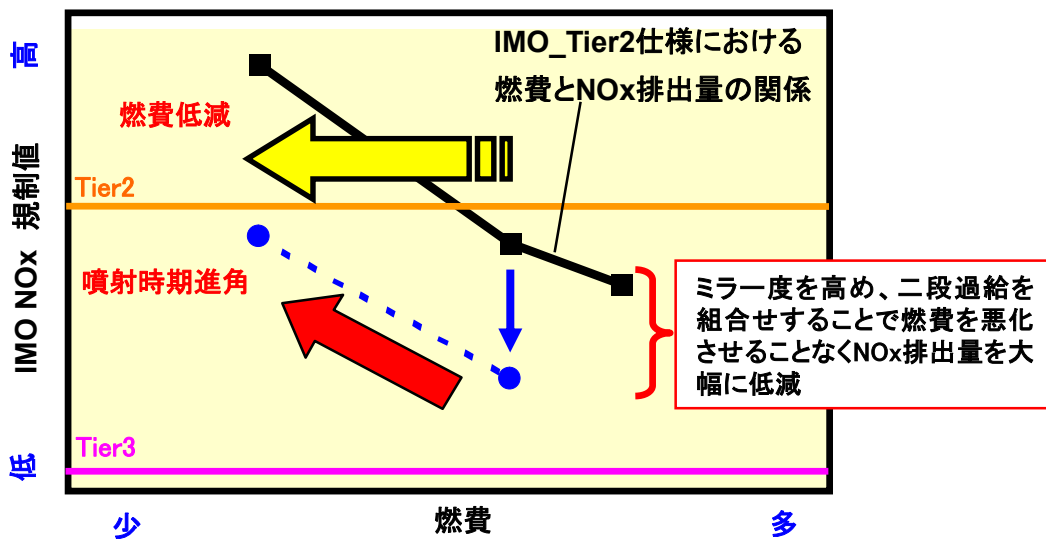 高
IMO NOx 規制値
低
IMO_Tier2仕様における
燃費とNOx排出量の関係
燃費低減
Tier2
噴射時期進角
ミラー度を高め、二段過給を
組合せすることで燃費を悪化
させることなくNOx排出量を大
幅に低減
Tier3
少
燃費
多